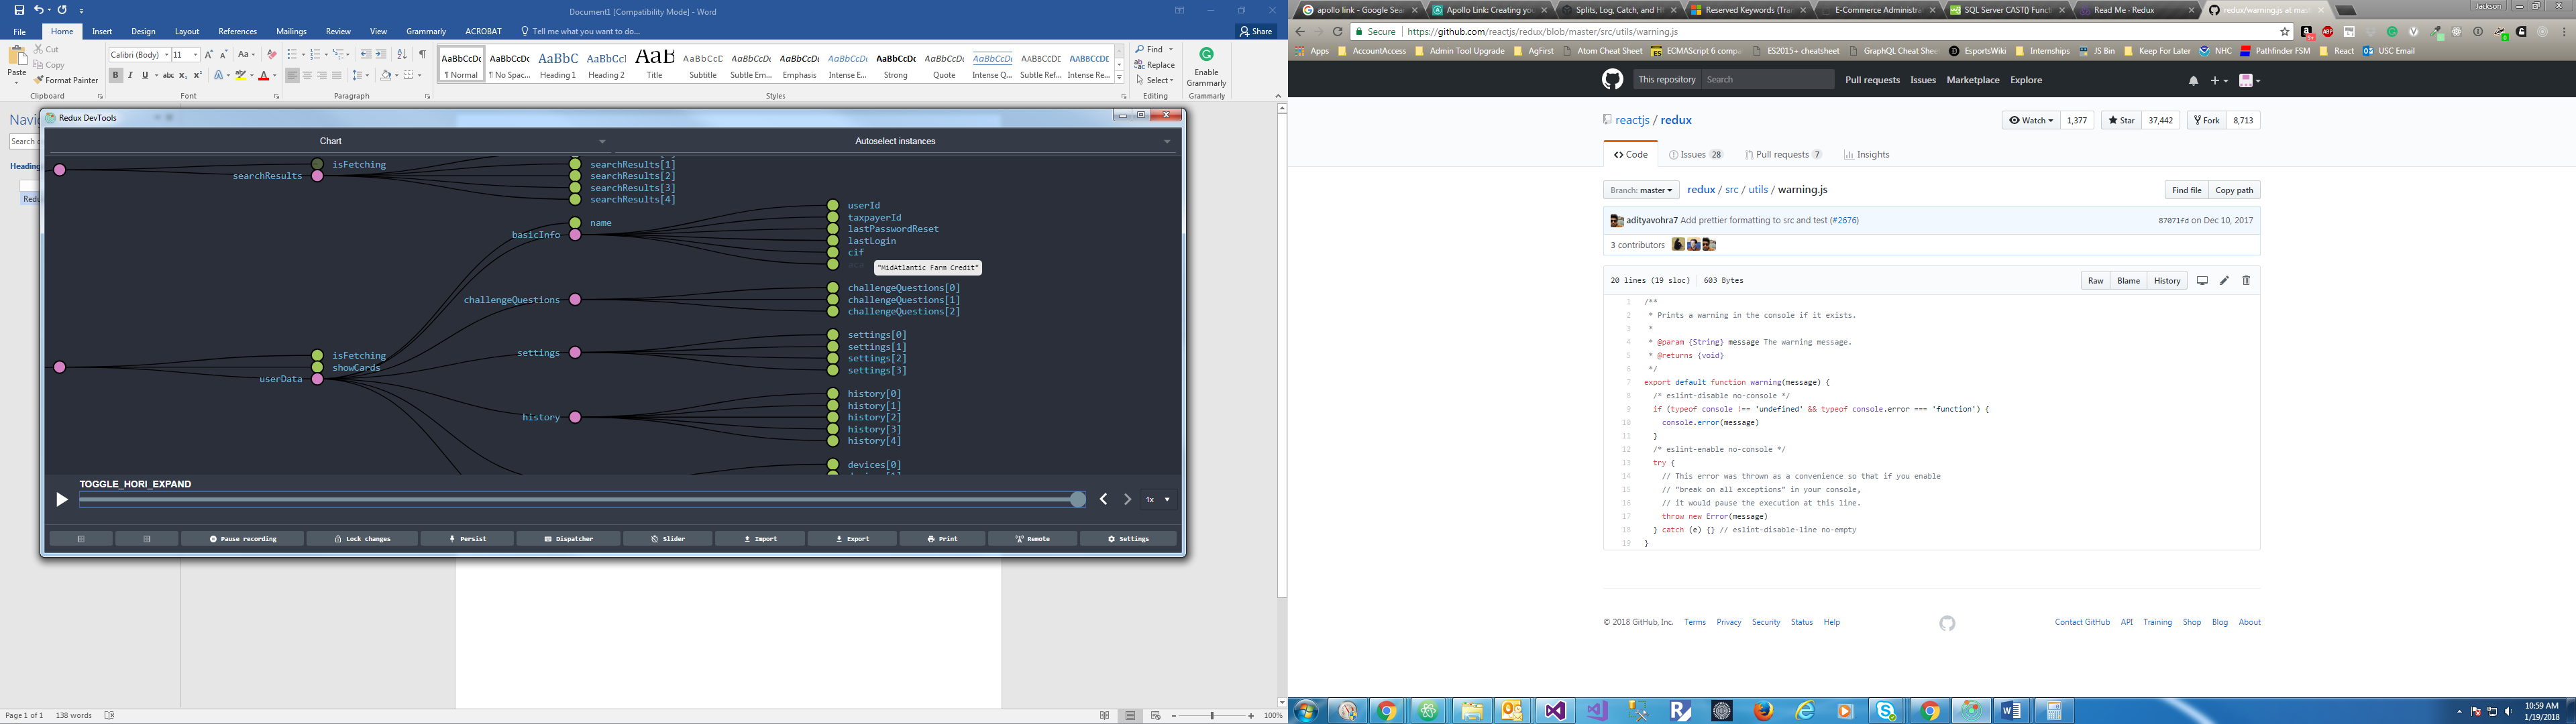 Document1 [Compatibility Mode] - Word
File Home Insert Design Layout References Mailings Review View Grammarly ACROBAT Tell me what you want to do... Share
Paste
Cut
Copy
Format Painter
Calibri (Body) 11
AaBbCcDc AaBbCcDc AaBbC AaBbCcI AaB AaBbCcD AaBbCcDc AaBbCcDc AaBbCcDc AaBbCcDc AaBbCcDc AaBbCcDc AaBbCcDc AaBbCcDc
¶ Normal ¶ No Spac... Heading 1 Heading 2 Title Subtitle Subtle Em... Emphasis Intense E... Strong Quote Intense Q... Subtle Ref... Intense Re...
Find
Replace
Select
Enable
Grammarly
Clipboard Font Paragraph Styles Editing Grammarly
Redux DevTools
Chart
Autoselect instances
isFetching
searchResults
searchResults[1]
searchResults[2]
searchResults[3]
searchResults[4]
name
basicInfo
userId
taxpayerId
lastPasswordReset
lastLogin
cif
"MidAtlantic Farm Credit"
challengeQuestions
challengeQuestions[0]
challengeQuestions[1]
challengeQuestions[2]
settings
settings[0]
settings[1]
settings[2]
settings[3]
isFetching
showCards
userData
history
history[0]
history[1]
history[2]
history[3]
history[4]
devices[0]
TOGGLE_HORI_EXPAND
1x
Pause recording Lock changes Persist Dispatcher Slider Import Export Print Remote Settings
Page 1 of 1 138 words
100%
apollo link - Google Sea Apollo Link: Creating you Splits, Log, Catch, and Ht Reserved Keywords (Tra E-Commerce Administra SQL Server CAST() Funct Read Me · Redux redux/warning.js at mas Jackson
Secure https://github.com/reactjs/redux/blob/master/src/utils/warning.js
Apps AccountAccess Admin Tool Upgrade AgFirst Atom Cheat Sheet ECMAScript 6 compa ES2015+ cheatsheet GraphQL Cheat Shee EsportsWiki Internships JS Bin Keep For Later NHC Pathfinder FSM React USC Email
This repository Search Pull requests Issues Marketplace Explore
reactjs / redux
Watch 1,377 Star 37,442 Fork 8,713
Code Issues 28 Pull requests 7 Insights
Branch: master redux / src / utils / warning.js Find file Copy path
adityavohra7 Add prettier formatting to src and test (#2676) 87071fd on Dec 10, 2017
3 contributors
20 lines (19 sloc) 603 Bytes Raw Blame History
1 /**
2 * Prints a warning in the console if it exists.
3 *
4 * @param {String} message The warning message.
5 * @returns {void}
6 */
7 export default function warning(message) {
8 /* eslint-disable no-console */
9 if (typeof console !== 'undefined' && typeof console.error === 'function') {
10 console.error(message)
11 }
12 /* eslint-enable no-console */
13 try {
14 // This error was thrown as a convenience so that if you enable
15 // "break on all exceptions" in your console,
16 // it would pause the execution at this line.
17 throw new Error(message)
18 } catch (e) {} // eslint-disable-line no-empty
19 }
© 2018 GitHub, Inc. Terms Privacy Security Status Help
Contact GitHub API Training Shop Blog About
10:59 AM
1/19/2018